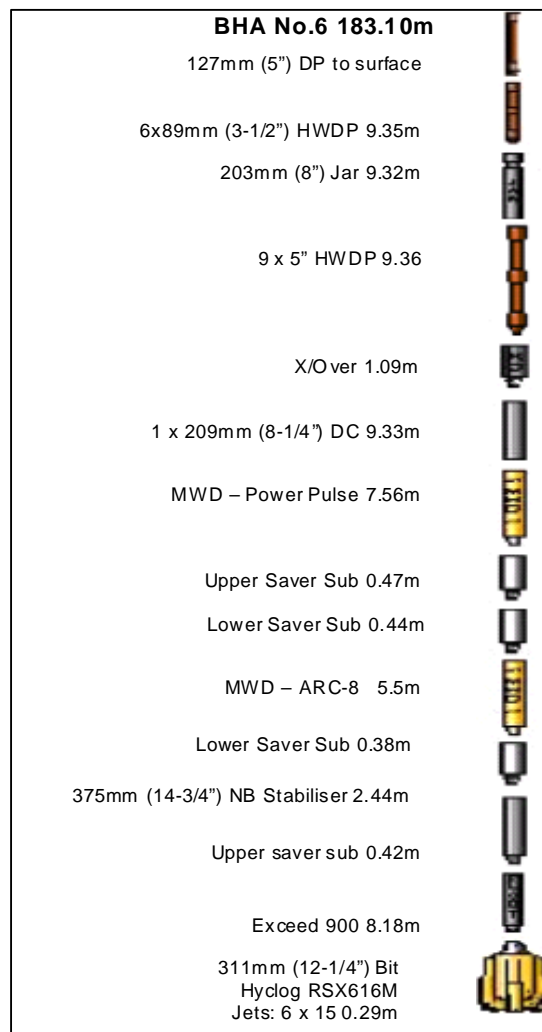 BHA No.6 183.10m
127mm (5”) DP to surface
6x89mm (3-1/2”) HWDP 9.35m
203mm (8”) Jar 9.32m
9 x 5” HWDP 9.36
X/Over 1.09m
1 x 209mm (8-1/4”) DC 9.33m
MWD – Power Pulse 7.56m
Upper Saver Sub 0.47m
Lower Saver Sub 0.44m
MWD – ARC-8 5.5m
Lower Saver Sub 0.38m
375mm (14-3/4”) NB Stabiliser 2.44m
Upper saver sub 0.42m
Exceed 900 8.18m
311mm (12-1/4”) Bit
Hyclog RSX616M
Jets: 6 x 15 0.29m